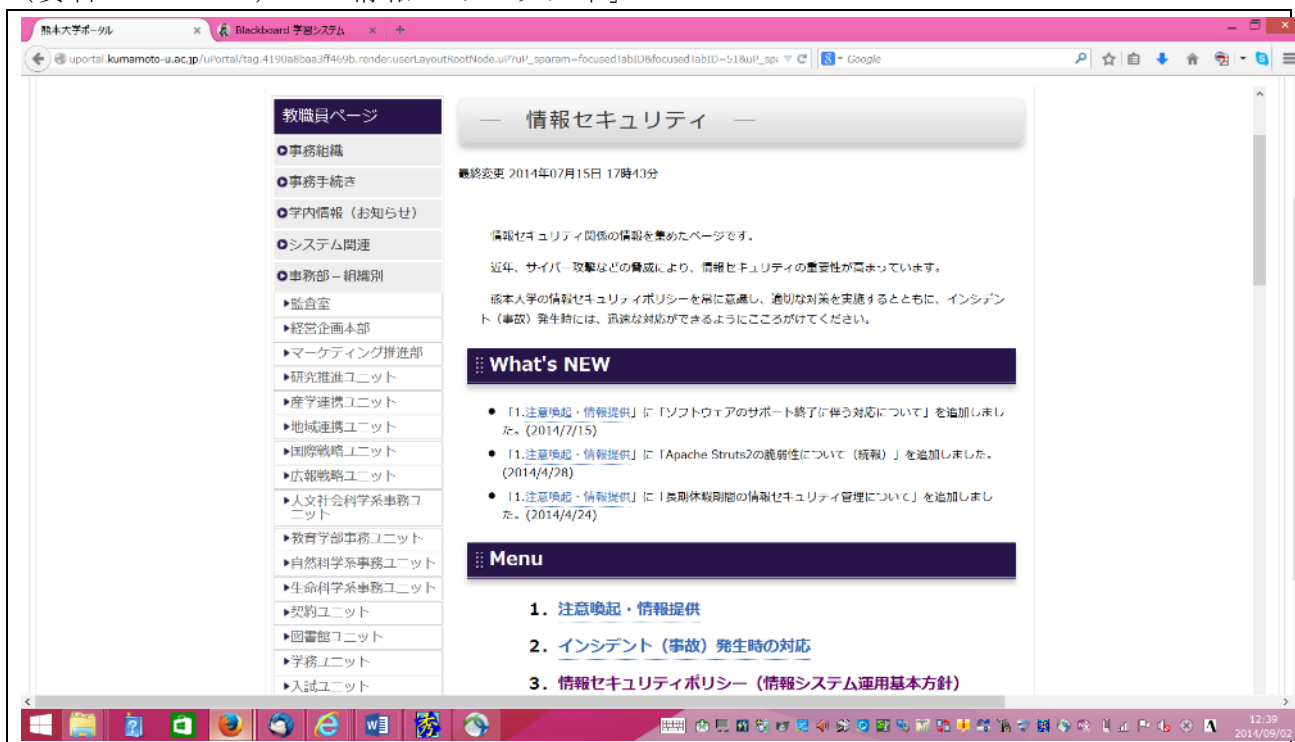 熊本大学ポータル
Blackboard 学習システム
uportal.kumamoto-u.ac.jp/uPortal/tag.4190a8baa3ff469b.render.userLayoutRootNode.uP?uP_sparam=focusedTabID&focusedTabID=51&uP_spa
Google
教職員ページ
事務組織
事務手続き
学内情報（お知らせ）
システム関連
事務部－組織別
監査室
経営企画本部
マーケティング推進部
研究推進ユニット
産学連携ユニット
地域連携ユニット
国際戦略ユニット
広報戦略ユニット
人文社会科学系事務ユ
ニット
教育学部事務ユニット
自然科学系事務ユニット
生命科学系事務ユニット
契約ユニット
図書館ユニット
学務ユニット
入試ユニット
― 情報セキュリティ ―
最終変更 2014年07月15日 17時43分
情報セキュリティ関係の情報を集めたページです。
近年、サイバー攻撃などの脅威により、情報セキュリティの重要性が高まっています。
熊本大学の情報セキュリティポリシーを常に意識し、適切な対策を実施するとともに、インシデン
ト（事故）発生時には、迅速な対応ができるようにこころがけてください。
What's NEW
● 「1.注意喚起・情報提供」に「ソフトウェアのサポート終了に伴う対応について」を追加しまし
た。(2014/7/15)
● 「1.注意喚起・情報提供」に「Apache Struts2の脆弱性について（続報）」を追加しました。
(2014/4/28)
● 「1.注意喚起・情報提供」に「長期休暇期間の情報セキュリティ管理について」を追加しまし
た。(2014/4/24)
Menu
1. 注意喚起・情報提供
2. インシデント（事故）発生時の対応
3. 情報セキュリティポリシー（情報システム運用基本方針）
12:39
2014/09/02